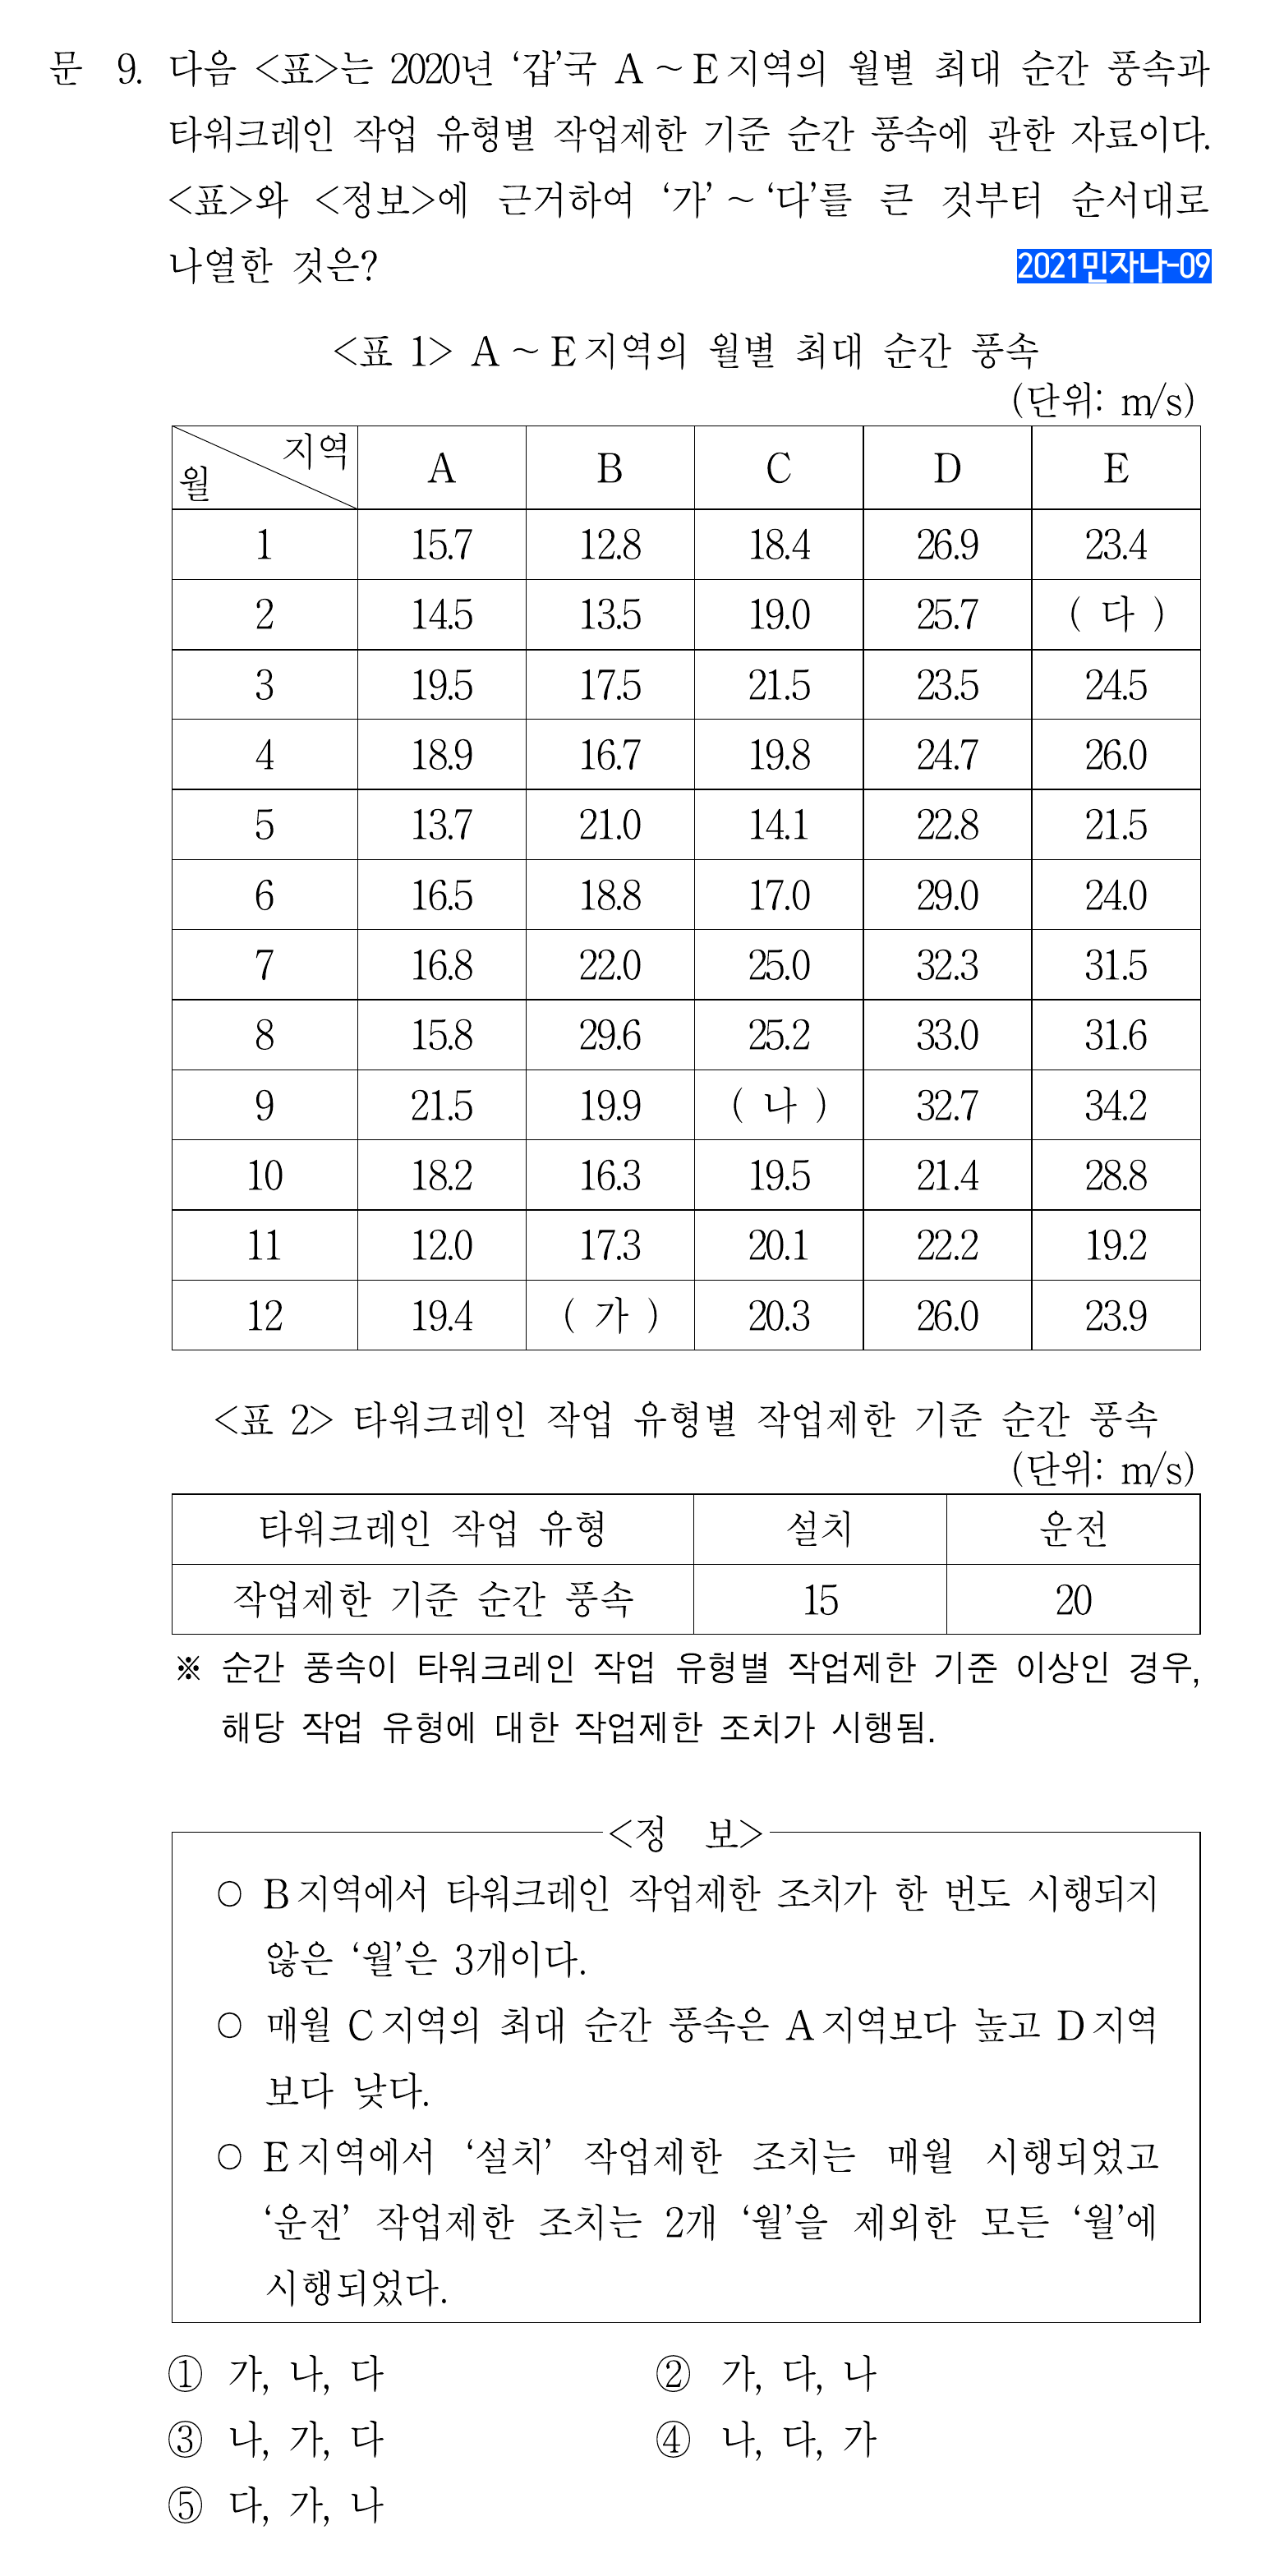 문 9. 다음 <표>는 2020년 ‘갑’국 A～E지역의 월별 최대 순간 풍속과
타워크레인 작업 유형별 작업제한 기준 순간 풍속에 관한 자료이다.
<표>와 <정보>에 근거하여 ‘가’～‘다’를 큰 것부터 순서대로
나열한 것은? 2021민자나-09
<표 1> A～E지역의 월별 최대 순간 풍속
(단위: m/s)
지역
월 A B C D E
1 15.7 12.8 18.4 26.9 23.4
2 14.5 13.5 19.0 25.7 ( 다 )
3 19.5 17.5 21.5 23.5 24.5
4 18.9 16.7 19.8 24.7 26.0
5 13.7 21.0 14.1 22.8 21.5
6 16.5 18.8 17.0 29.0 24.0
7 16.8 22.0 25.0 32.3 31.5
8 15.8 29.6 25.2 33.0 31.6
9 21.5 19.9 ( 나 ) 32.7 34.2
10 18.2 16.3 19.5 21.4 28.8
11 12.0 17.3 20.1 22.2 19.2
12 19.4 ( 가 ) 20.3 26.0 23.9
<표 2> 타워크레인 작업 유형별 작업제한 기준 순간 풍속
(단위: m/s)
타워크레인 작업 유형 설치 운전
작업제한 기준 순간 풍속 15 20
※ 순간 풍속이 타워크레인 작업 유형별 작업제한 기준 이상인 경우,
해당 작업 유형에 대한 작업제한 조치가 시행됨.
<정 보>
○ B지역에서 타워크레인 작업제한 조치가 한 번도 시행되지
않은 ‘월’은 3개이다.
○ 매월 C지역의 최대 순간 풍속은 A지역보다 높고 D지역
보다 낮다.
○ E지역에서 ‘설치’ 작업제한 조치는 매월 시행되었고
‘운전’ 작업제한 조치는 2개 ‘월’을 제외한 모든 ‘월’에
시행되었다.
① 가, 나, 다 ② 가, 다, 나
③ 나, 가, 다 ④ 나, 다, 가
⑤ 다, 가, 나